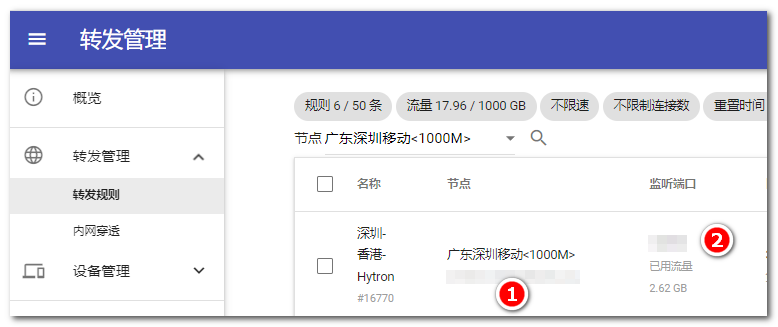 转发管理
概览
转发管理
转发规则
内网穿透
设备管理
规则 6 / 50 条 流量 17.96 / 1000 GB 不限速 不限制连接数 重置时间
节点 广东深圳移动<1000M>
名称 节点 监听端口
深圳-
香港-
Hytron
#16770
广东深圳移动<1000M>
1
2
已用流量
2.62 GB